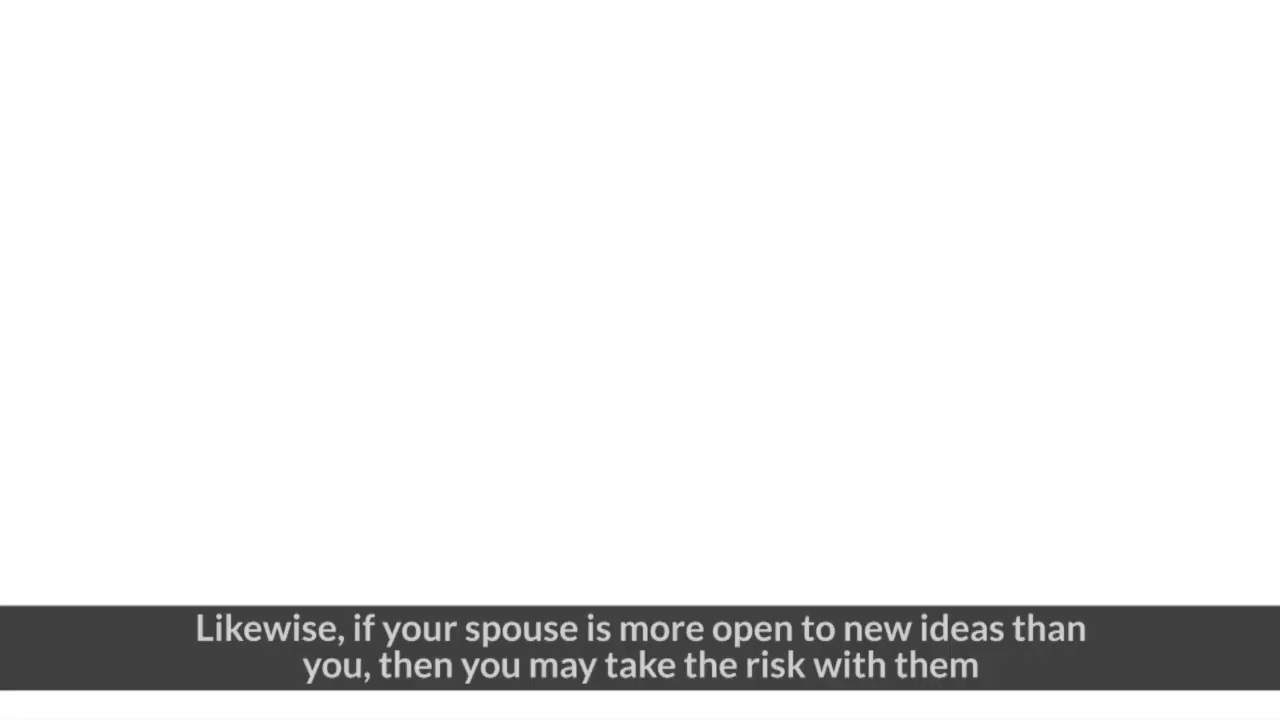 Likewise, if your spouse is more open to new ideas than
you, then you may take the risk with them